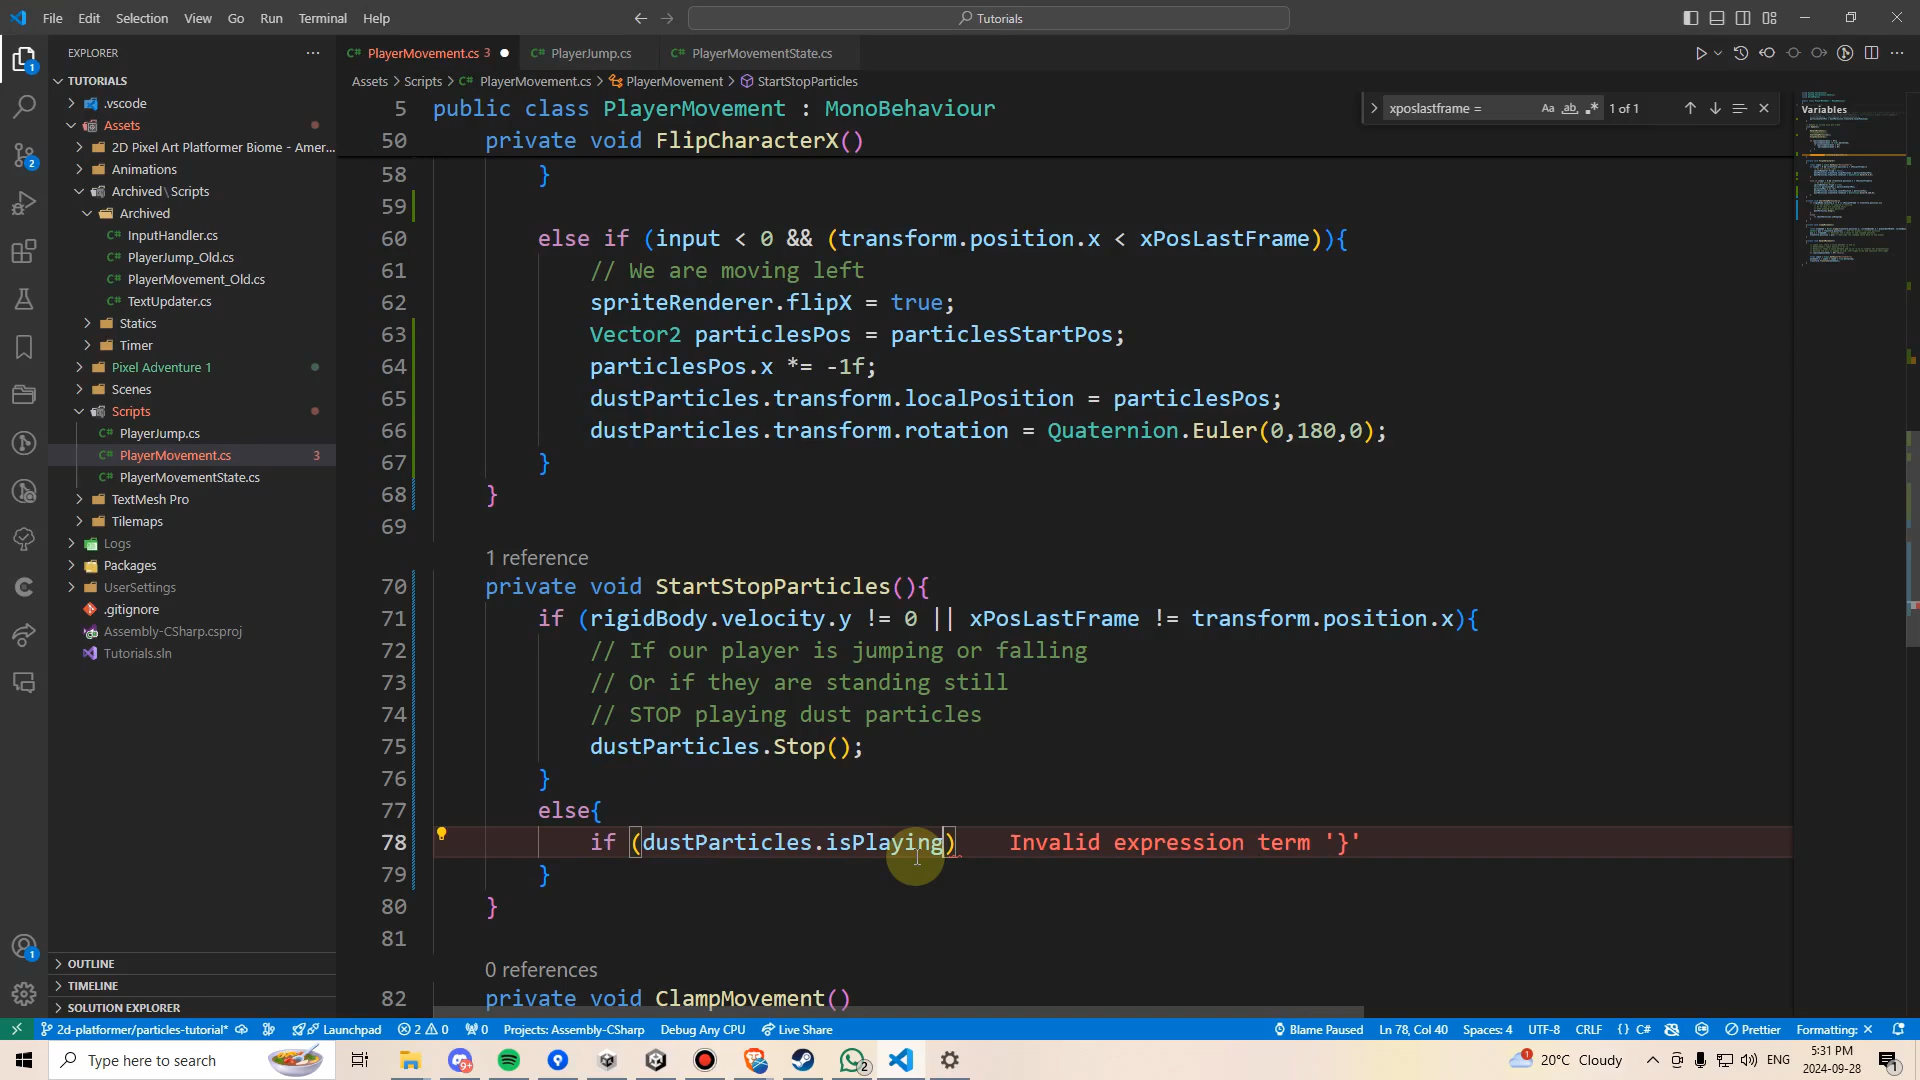 File Edit Selection View Go Run Terminal Help
Tutorials
EXPLORER
PlayerMovement.cs 3
PlayerJump.cs
PlayerMovementState.cs
Assets > Scripts > PlayerMovement.cs > PlayerMovement > StartStopParticles
TUTORIALS
.vscode
Assets
2D Pixel Art Platformer Biome - Amer...
Animations
Archived\Scripts
Archived
InputHandler.cs
PlayerJump_Old.cs
PlayerMovement_Old.cs
TextUpdater.cs
Statics
Timer
Pixel Adventure 1
Scenes
Scripts
PlayerJump.cs
PlayerMovement.cs 3
PlayerMovementState.cs
TextMesh Pro
Tilemaps
Logs
Packages
UserSettings
.gitignore
Assembly-CSharp.csproj
Tutorials.sln
OUTLINE
TIMELINE
SOLUTION EXPLORER
xposlastframe = Aa ab .* 1 of 1
Variables
5 public class PlayerMovement : MonoBehaviour
50 private void FlipCharacterX()
58 }
59
60 else if (input < 0 && (transform.position.x < xPosLastFrame)){
61 // We are moving left
62 spriteRenderer.flipX = true;
63 Vector2 particlesPos = particlesStartPos;
64 particlesPos.x *= -1f;
65 dustParticles.transform.localPosition = particlesPos;
66 dustParticles.transform.rotation = Quaternion.Euler(0,180,0);
67 }
68 }
69
1 reference
70 private void StartStopParticles(){
71 if (rigidBody.velocity.y != 0 || xPosLastFrame != transform.position.x){
72 // If our player is jumping or falling
73 // Or if they are standing still
74 // STOP playing dust particles
75 dustParticles.Stop();
76 }
77 else{
78 if (dustParticles.isPlaying) Invalid expression term '}'
79 }
80 }
81
0 references
82 private void ClampMovement()
2d-platformer/particles-tutorial* Launchpad 2 0 0 Projects: Assembly-CSharp Debug Any CPU Live Share
Blame Paused Ln 78, Col 40 Spaces: 4 UTF-8 CRLF { } C# Prettier Formatting: ×
Type here to search
20°C Cloudy ENG
5:31 PM
2024-09-28